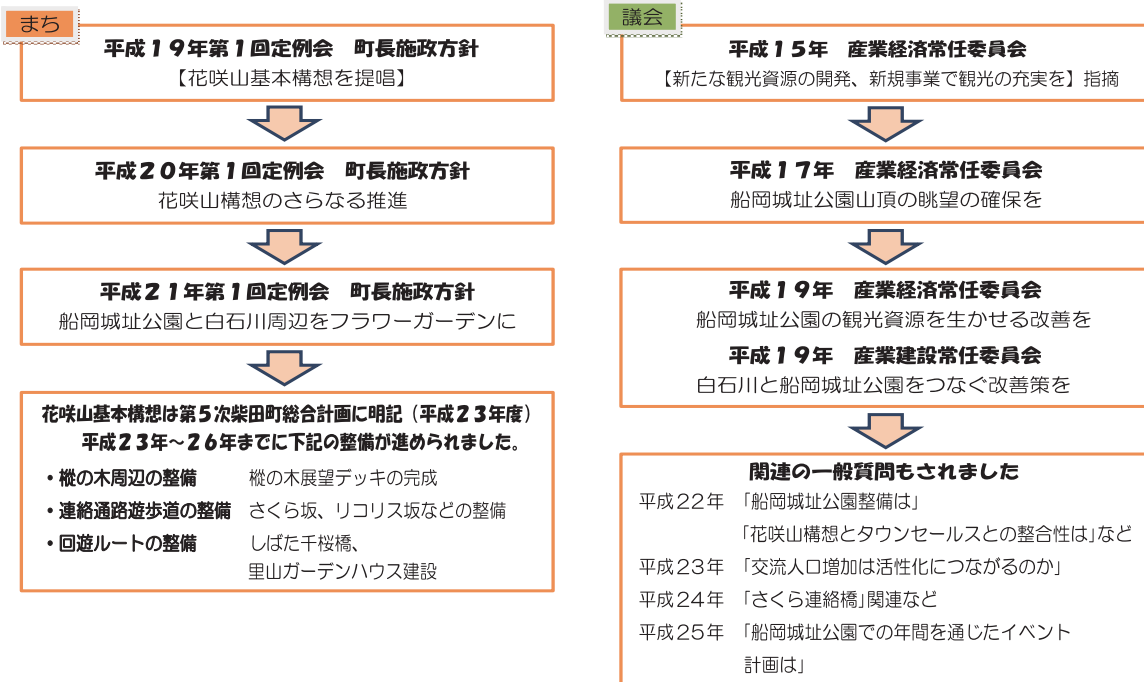 まち
平成19年第1回定例会　町長施政方針
【花咲山基本構想を提唱】
平成20年第1回定例会　町長施政方針
花咲山構想のさらなる推進
平成21年第1回定例会　町長施政方針
船岡城址公園と白石川周辺をフラワーガーデンに
花咲山基本構想は第5次柴田町総合計画に明記（平成23年度）
平成23年～26年までに下記の整備が進められました。
・樅の木周辺の整備　樅の木展望デッキの完成
・連絡通路遊歩道の整備　さくら坂、リコリス坂などの整備
・回遊ルートの整備　しばた千桜橋、
里山ガーデンハウス建設
議会
平成15年　産業経済常任委員会
【新たな観光資源の開発、新規事業で観光の充実を】指摘
平成17年　産業経済常任委員会
船岡城址公園山頂の眺望の確保を
平成19年　産業経済常任委員会
船岡城址公園の観光資源を生かせる改善を
平成19年　産業建設常任委員会
白石川と船岡城址公園をつなぐ改善策を
関連の一般質問もされました
平成22年　「船岡城址公園整備は」
「花咲山構想とタウンセールスとの整合性は」など
平成23年　「交流人口増加は活性化につながるのか」
平成24年　「さくら連絡橋」関連など
平成25年　「船岡城址公園での年間を通じたイベント
計画は」